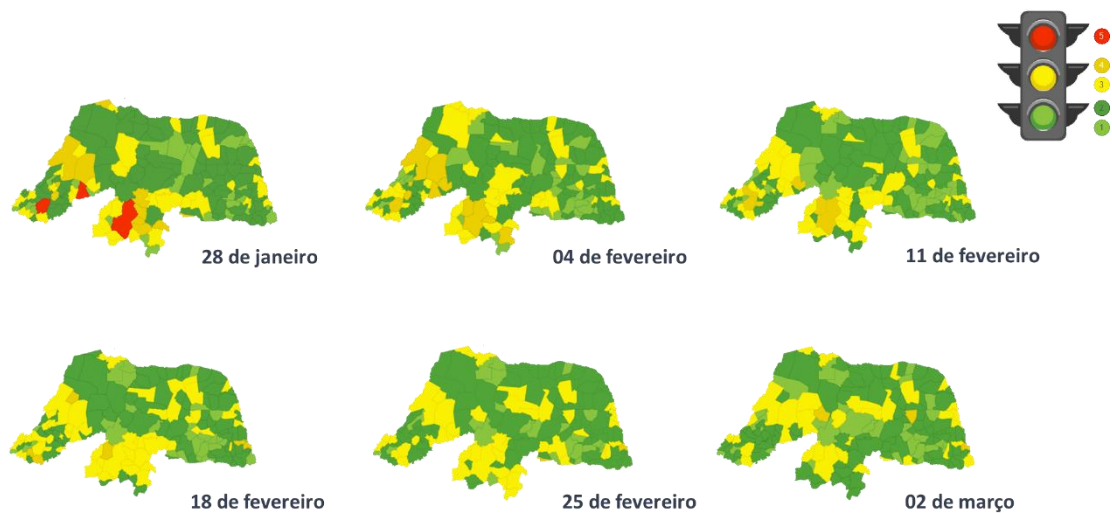 5
4
3
2
1
28 de janeiro
04 de fevereiro
11 de fevereiro
18 de fevereiro
25 de fevereiro
02 de março